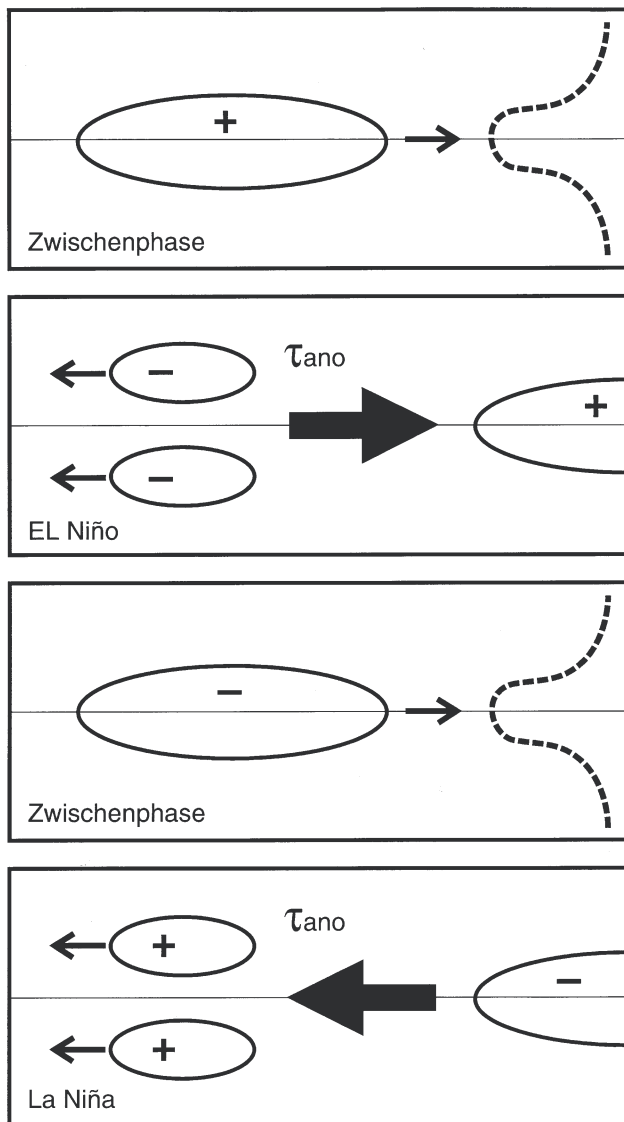 +
Zwischenphase
− τano
+
−
EL Niño
−
Zwischenphase
τano
+
−
+
La Niña